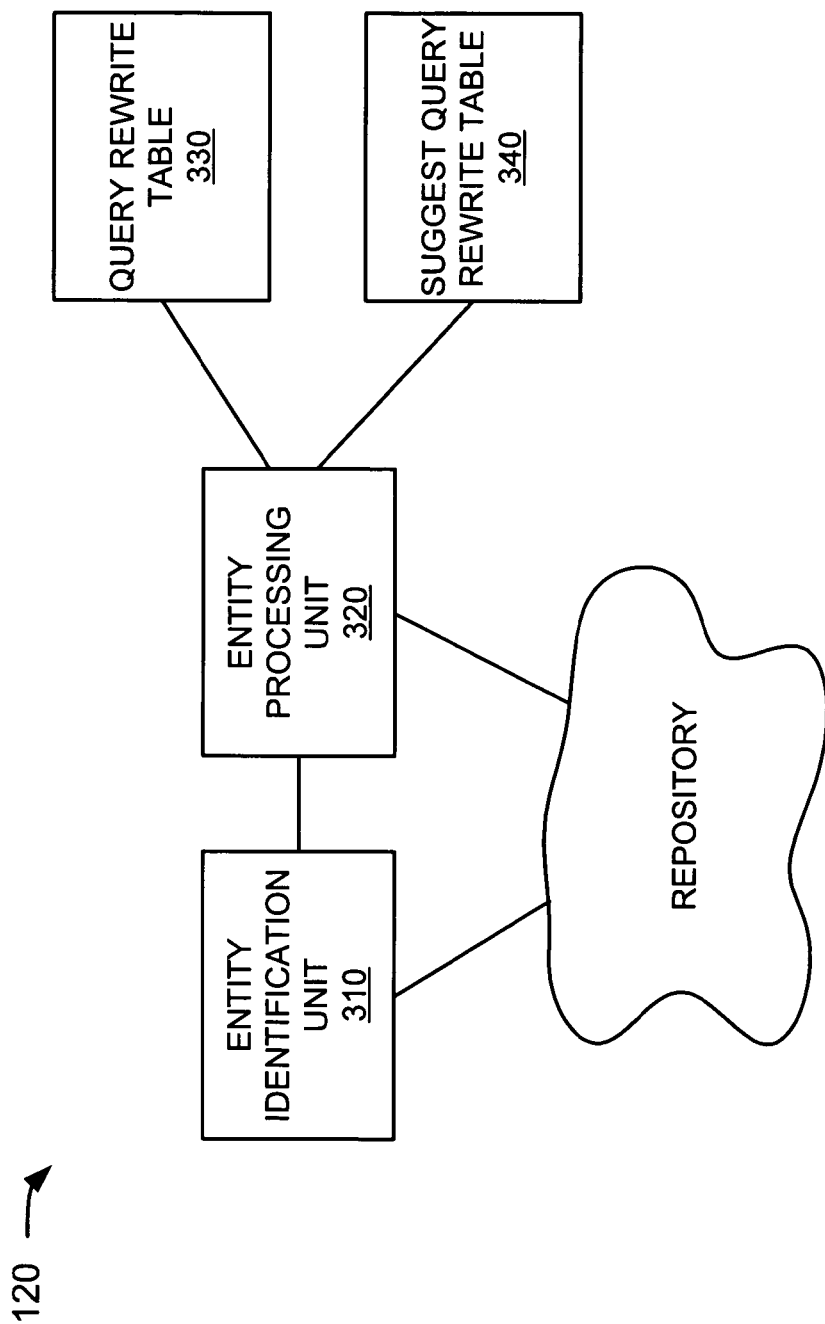 120
ENTITY
IDENTIFICATION
UNIT
310
ENTITY
PROCESSING
UNIT
320
QUERY REWRITE
TABLE
330
SUGGEST QUERY
REWRITE TABLE
340
REPOSITORY